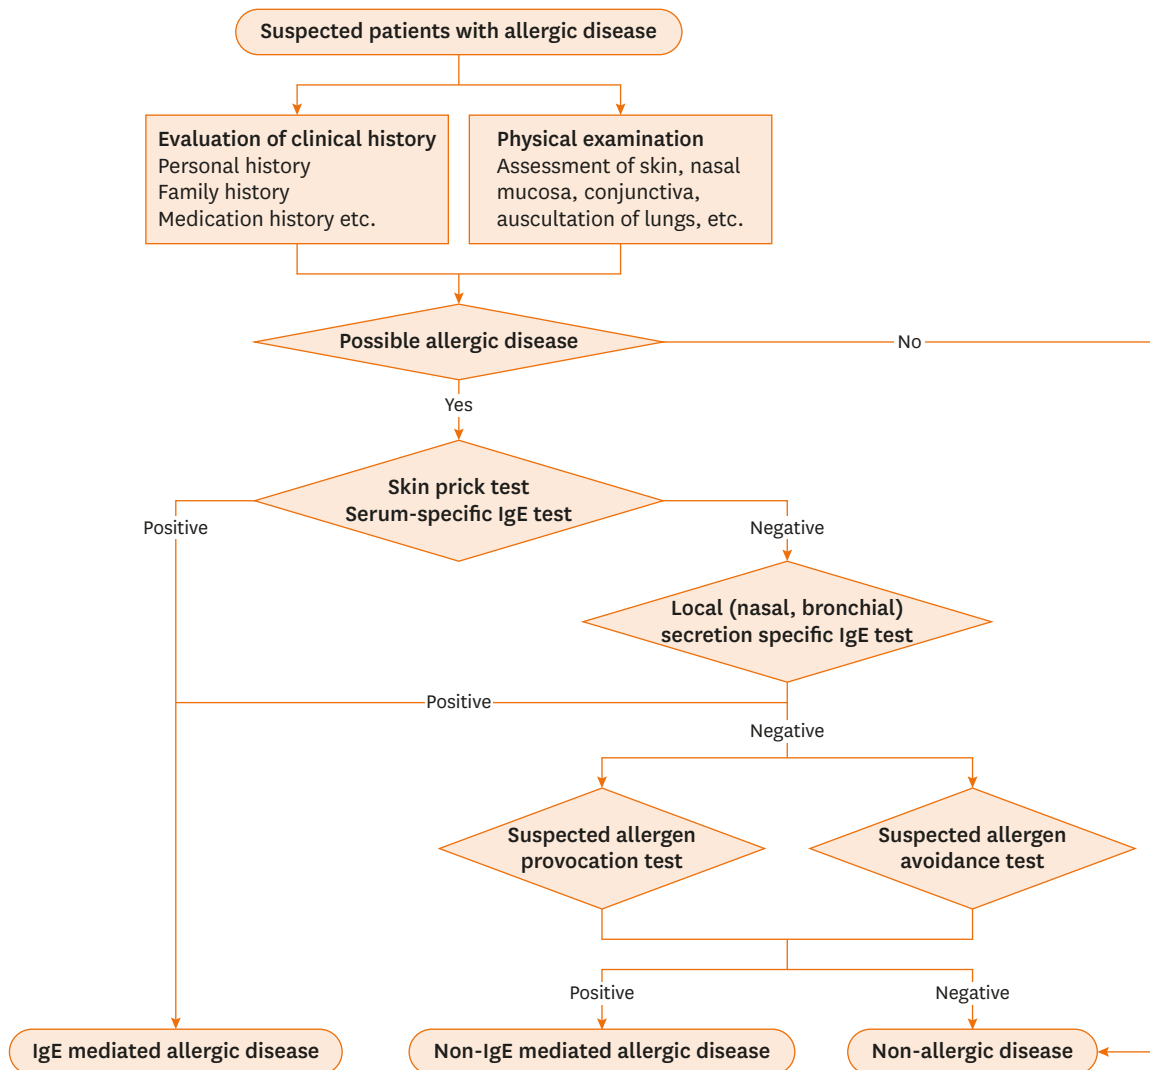 Suspected patients with allergic disease
Evaluation of clinical history
Personal history
Family history
Medication history etc.
Physical examination
Assessment of skin, nasal
mucosa, conjunctiva,
auscultation of lungs, etc.
Possible allergic disease
No
Yes
Skin prick test
Serum-specific IgE test
Positive
Negative
Local (nasal, bronchial)
secretion specific IgE test
Positive
Negative
Suspected allergen
provocation test
Suspected allergen
avoidance test
Positive
Negative
IgE mediated allergic disease
Non-IgE mediated allergic disease
Non-allergic disease